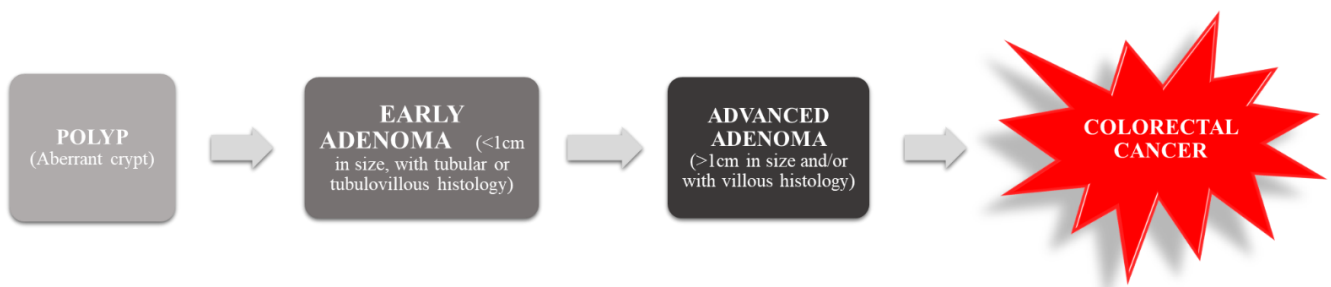 POLYP
(Aberrant crypt)
EARLY
ADENOMA (<1cm
in size, with tubular or
tubulovillous histology)
ADVANCED
ADENOMA
(>1cm in size and/or
with villous histology)
COLORECTAL
CANCER